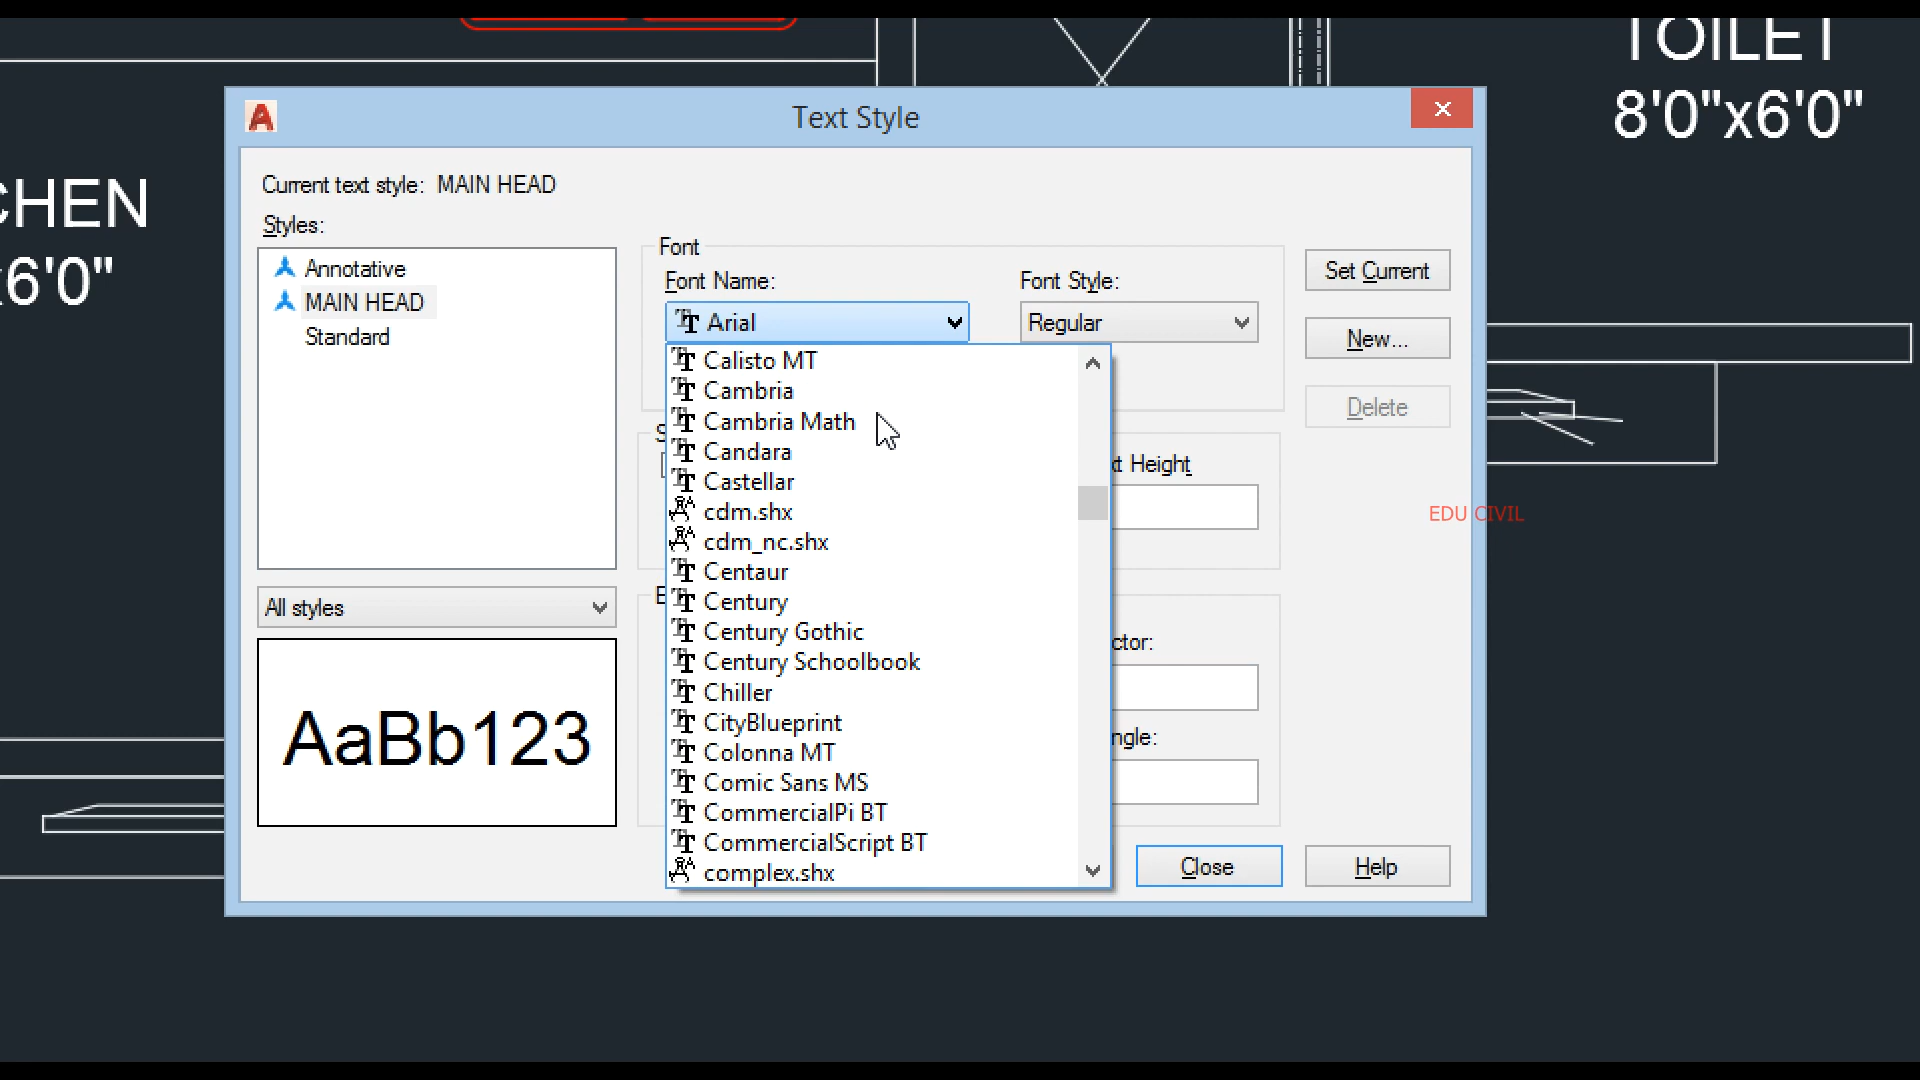 TOILET
8'0"x6'0"
CHEN
x6'0"
Text Style
Current text style: MAIN HEAD
Styles:
Annotative
MAIN HEAD
Standard
All styles
AaBb123
Font
Font Name:
Arial
Font Style:
Regular
Calisto MT
Cambria
Cambria Math
Candara
Castellar
cdm.shx
cdm_nc.shx
Centaur
Century
Century Gothic
Century Schoolbook
Chiller
CityBlueprint
Colonna MT
Comic Sans MS
CommercialPi BT
CommercialScript BT
complex.shx
S
xt Height
E
ctor:
ngle:
Set Current
New...
Delete
Close
Help
EDU CIVIL